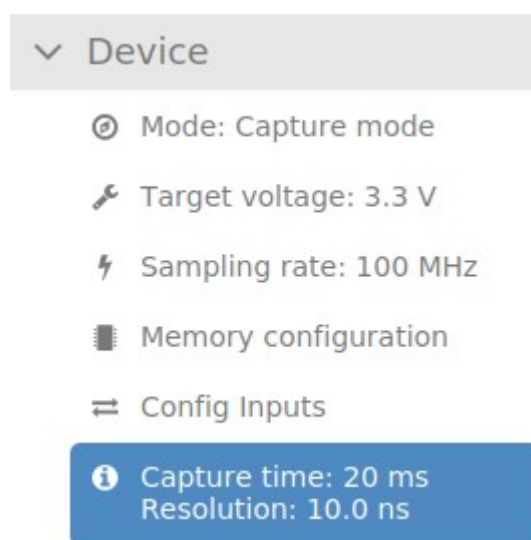 Device
Mode: Capture mode
Target voltage: 3.3 V
Sampling rate: 100 MHz
Memory configuration
Config Inputs
Capture time: 20 ms
Resolution: 10.0 ns